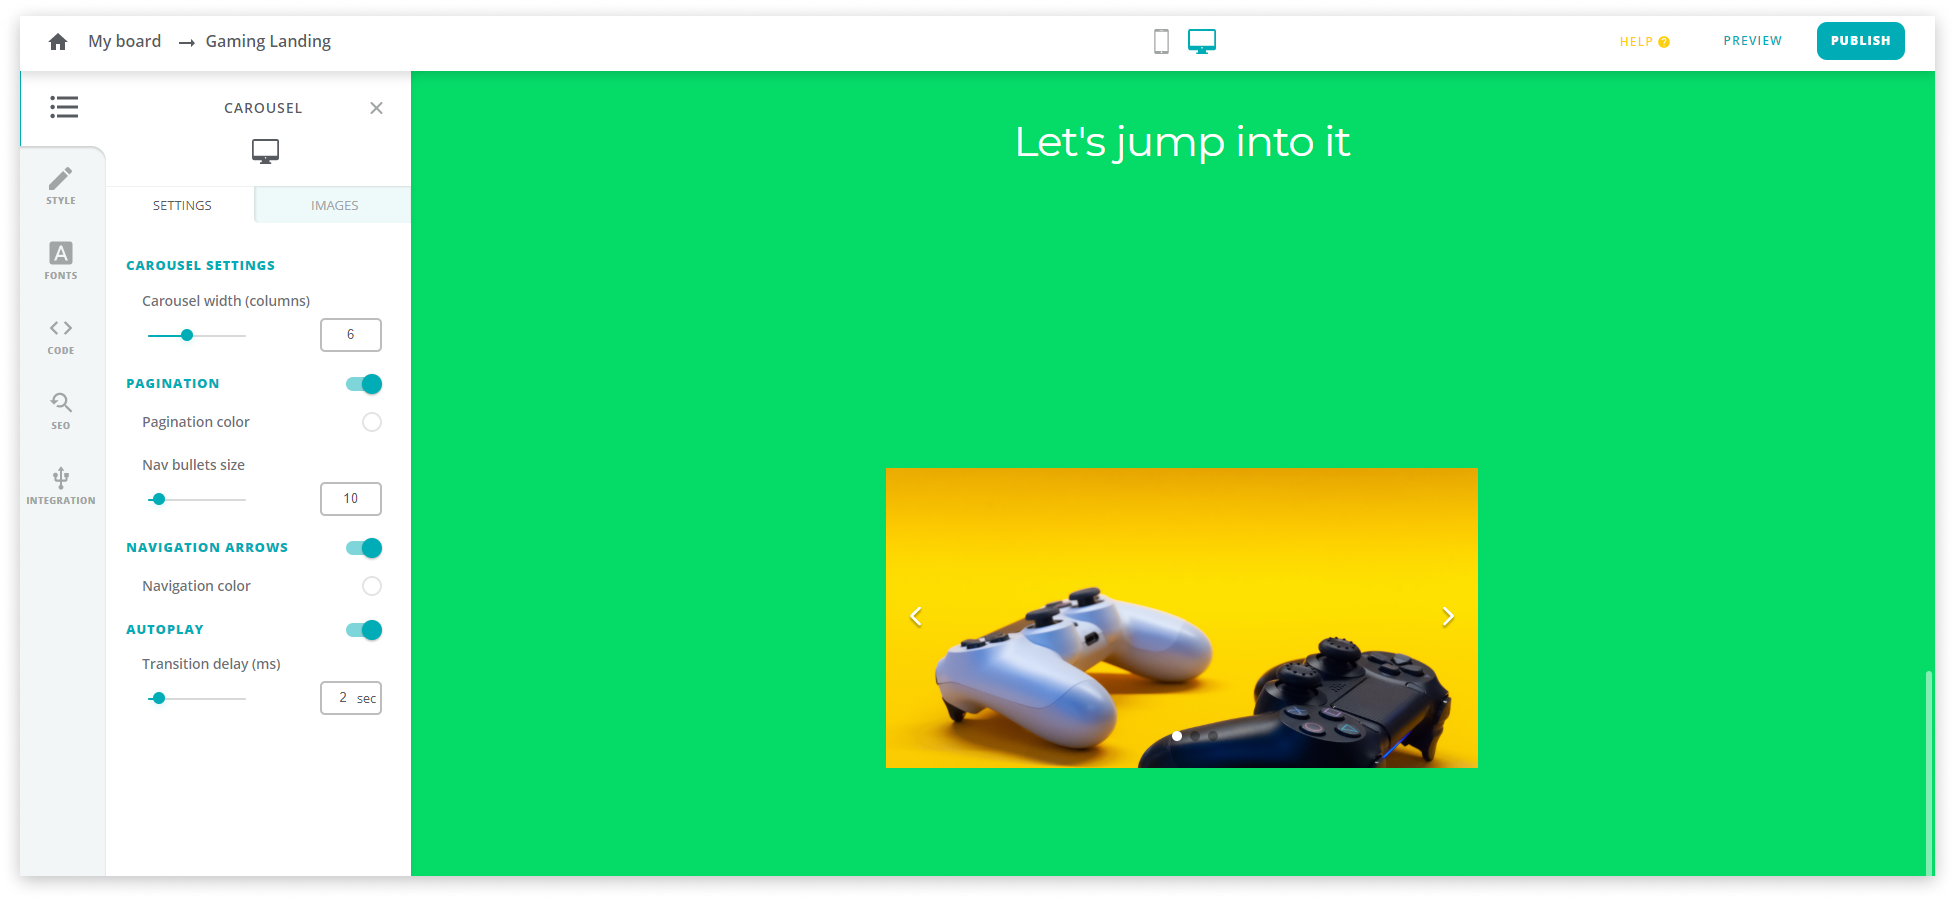 My board → Gaming Landing
HELP ?
PREVIEW
PUBLISH
CAROUSEL
STYLE
FONTS
CODE
SEO
INTEGRATION
SETTINGS
IMAGES
CAROUSEL SETTINGS
Carousel width (columns)
6
PAGINATION
Pagination color
Nav bullets size
10
NAVIGATION ARROWS
Navigation color
AUTOPLAY
Transition delay (ms)
2 sec
Let's jump into it